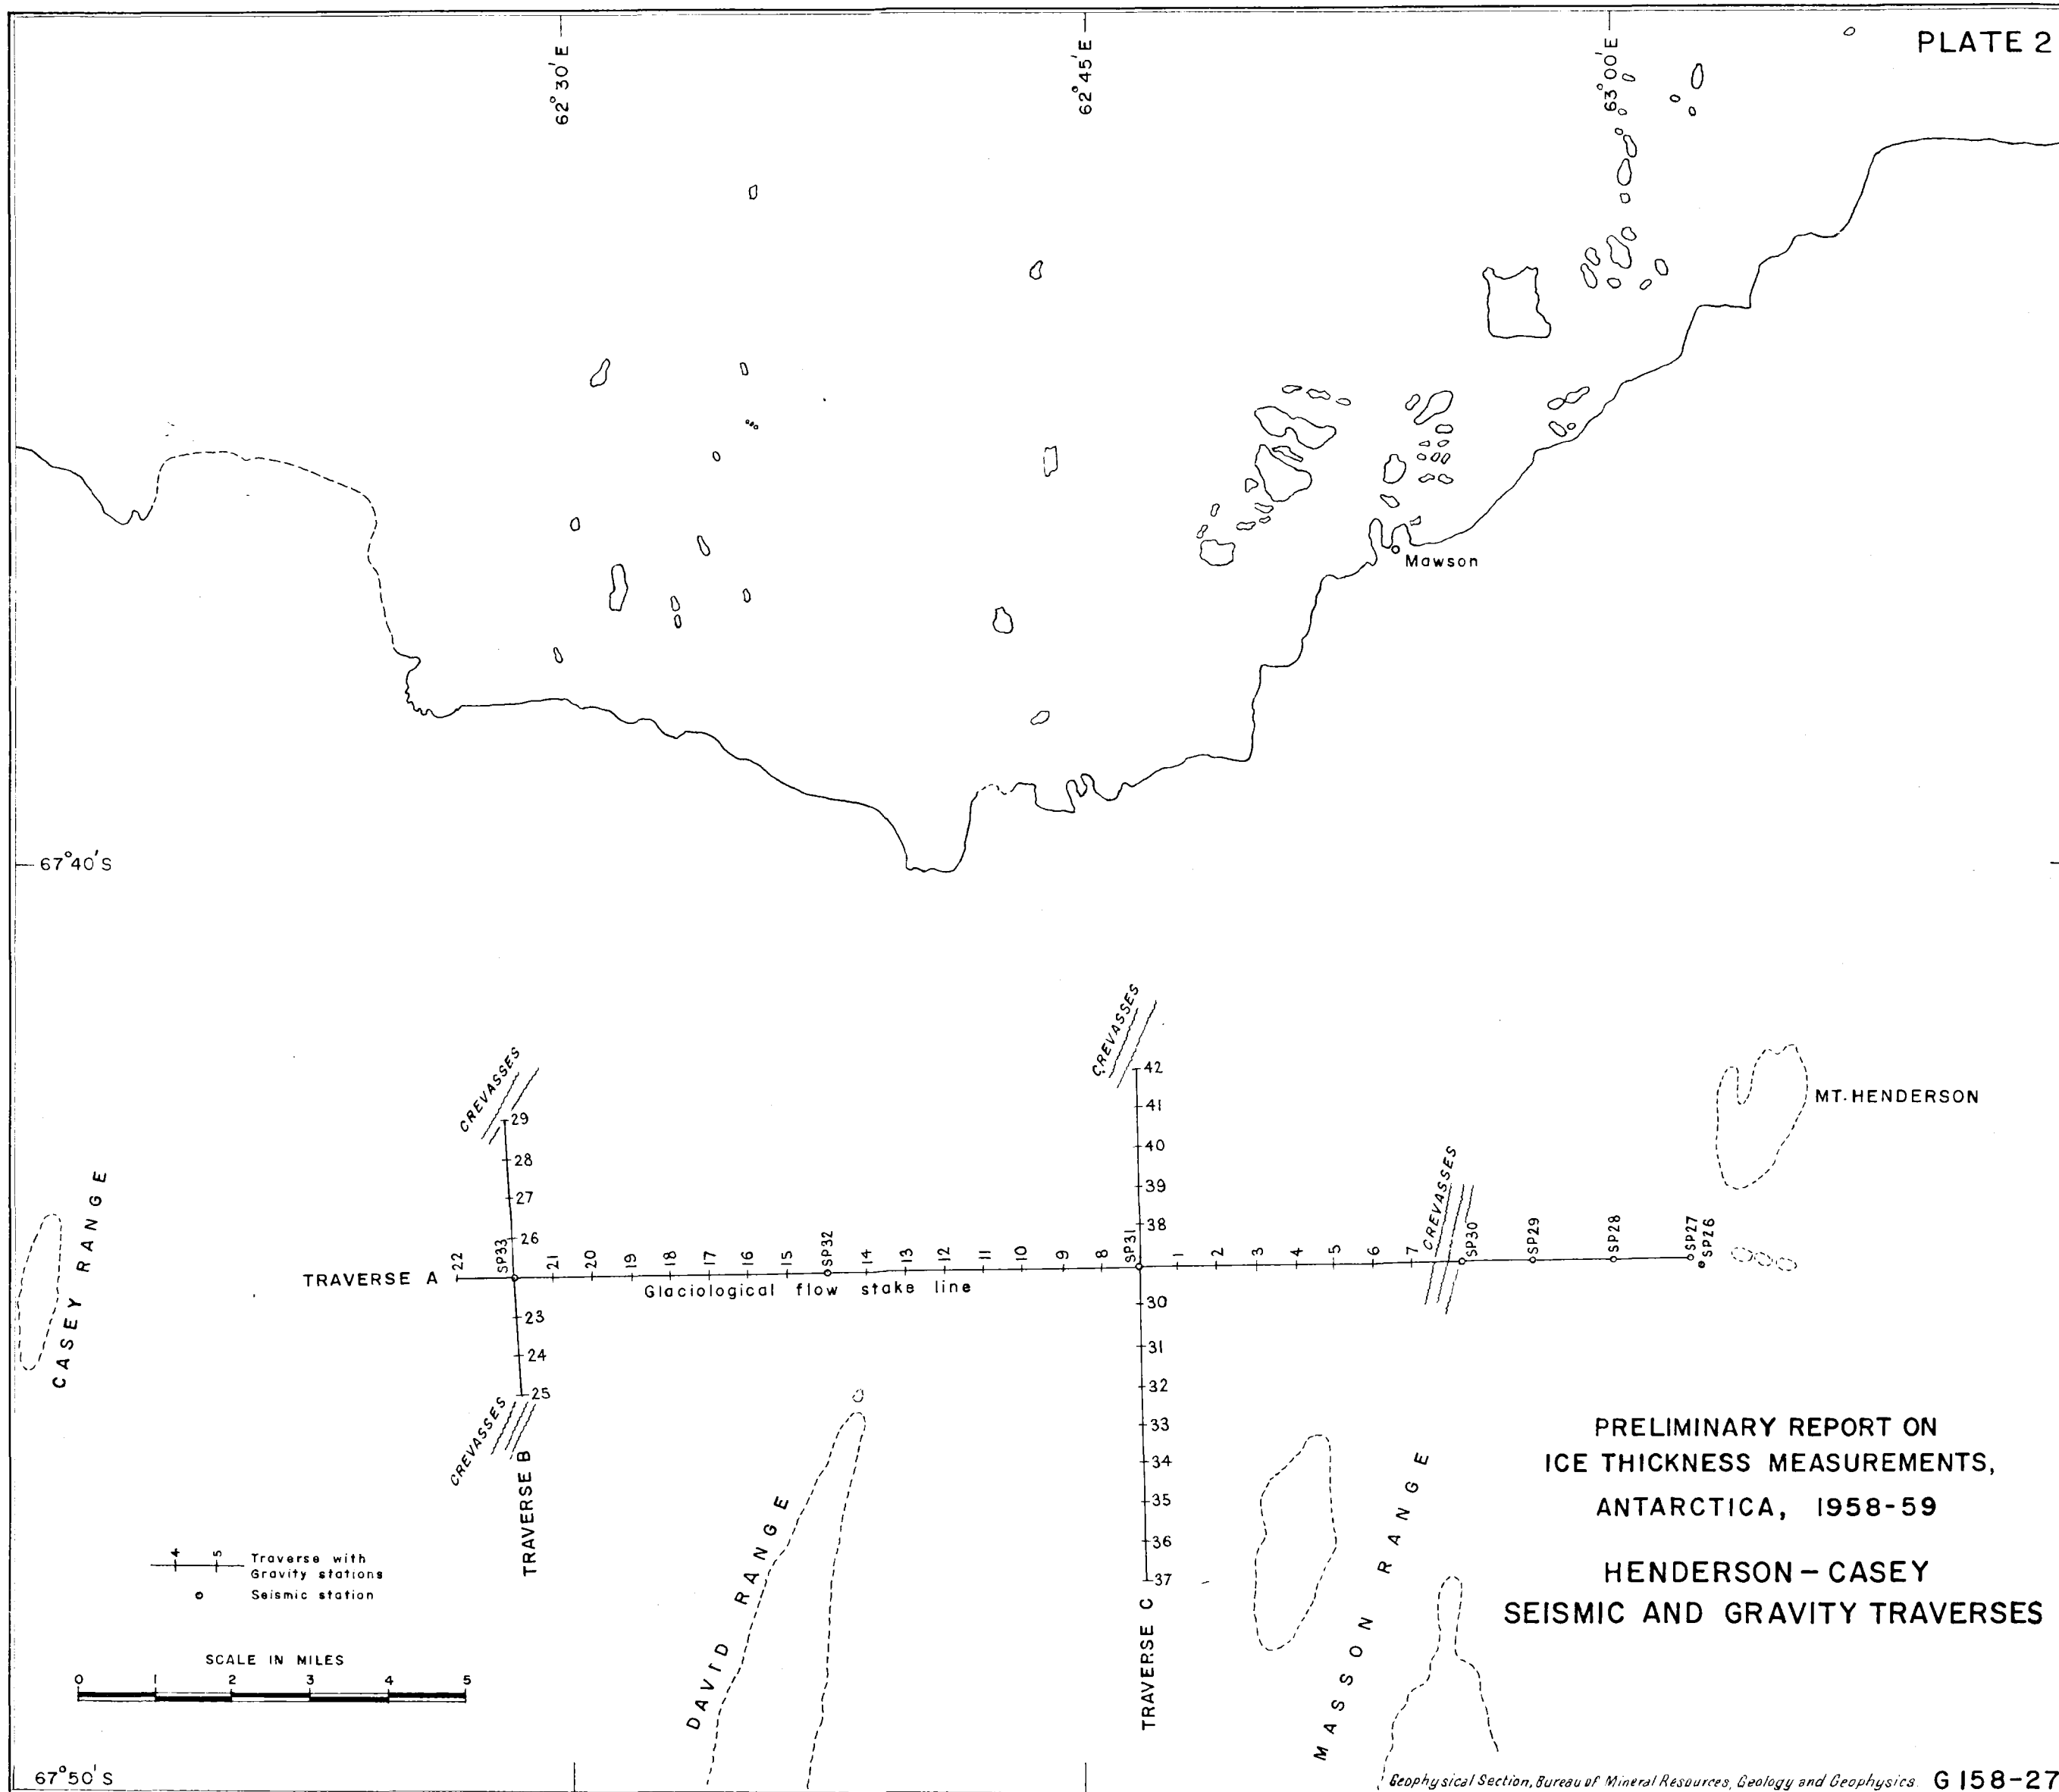 PLATE 2
62°30'E
62°45'E
63°00'E
Mawson
67°40'S
CREVASSES
CREVASSES
42
41
40
39
38
MT. HENDERSON
29
28
27
26
CREVASSES
CASEY RANGE
TRAVERSE A
22
SP33
21
20
19
18
17
16
15
SP32
14
13
12
11
10
9
8
SP31
1
2
3
4
5
6
7
SP30
SP29
SP28
SP27
SP26
Glaciological flow stake line
23
24
25
CREVASSES
TRAVERSE B
30
31
32
33
34
35
36
37
TRAVERSE C
DAVID RANGE
MASSON RANGE
PRELIMINARY REPORT ON
ICE THICKNESS MEASUREMENTS,
ANTARCTICA, 1958-59
HENDERSON-CASEY
SEISMIC AND GRAVITY TRAVERSES
4 5
Traverse with
Gravity stations
Seismic station
SCALE IN MILES
0 1 2 3 4 5
67°50'S
Geophysical Section, Bureau of Mineral Resources, Geology and Geophysics. G158-27